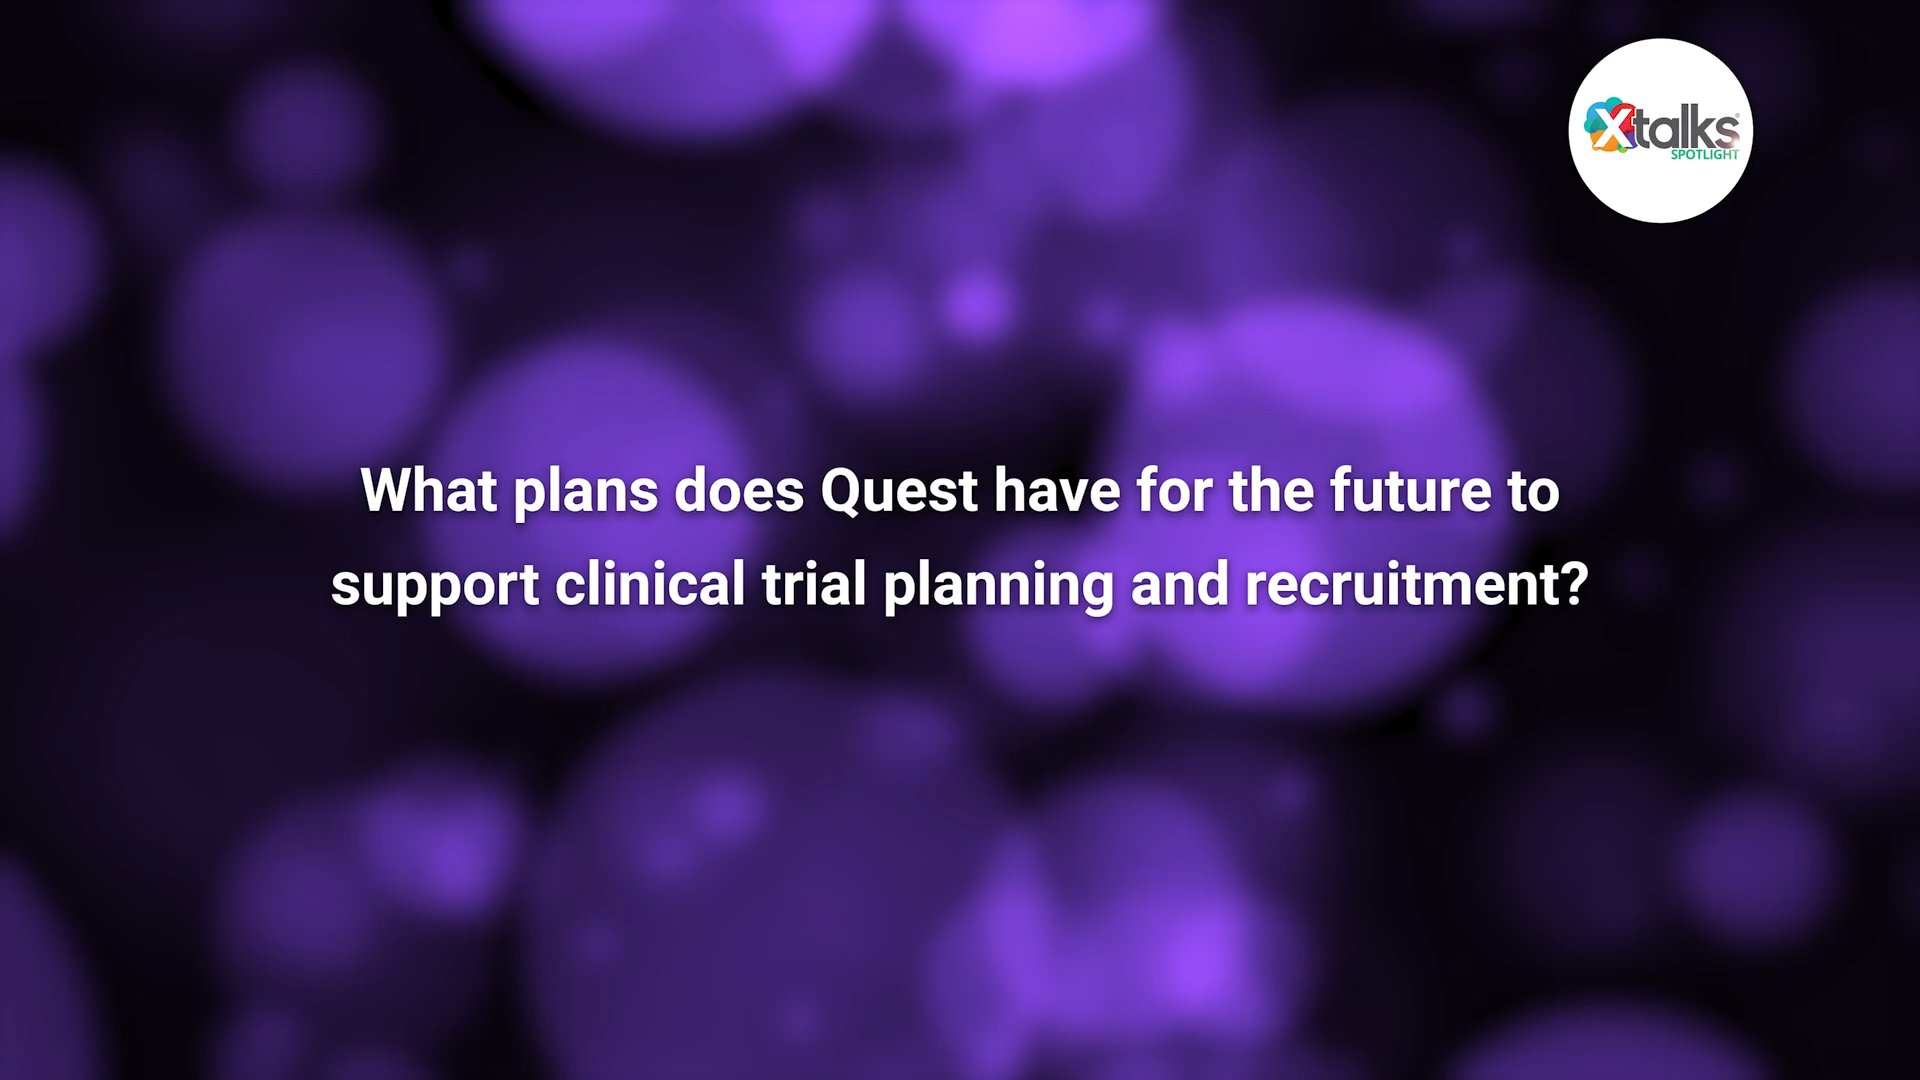 Xtalks
SPOTLIGHT
What plans does Quest have for the future to
support clinical trial planning and recruitment?